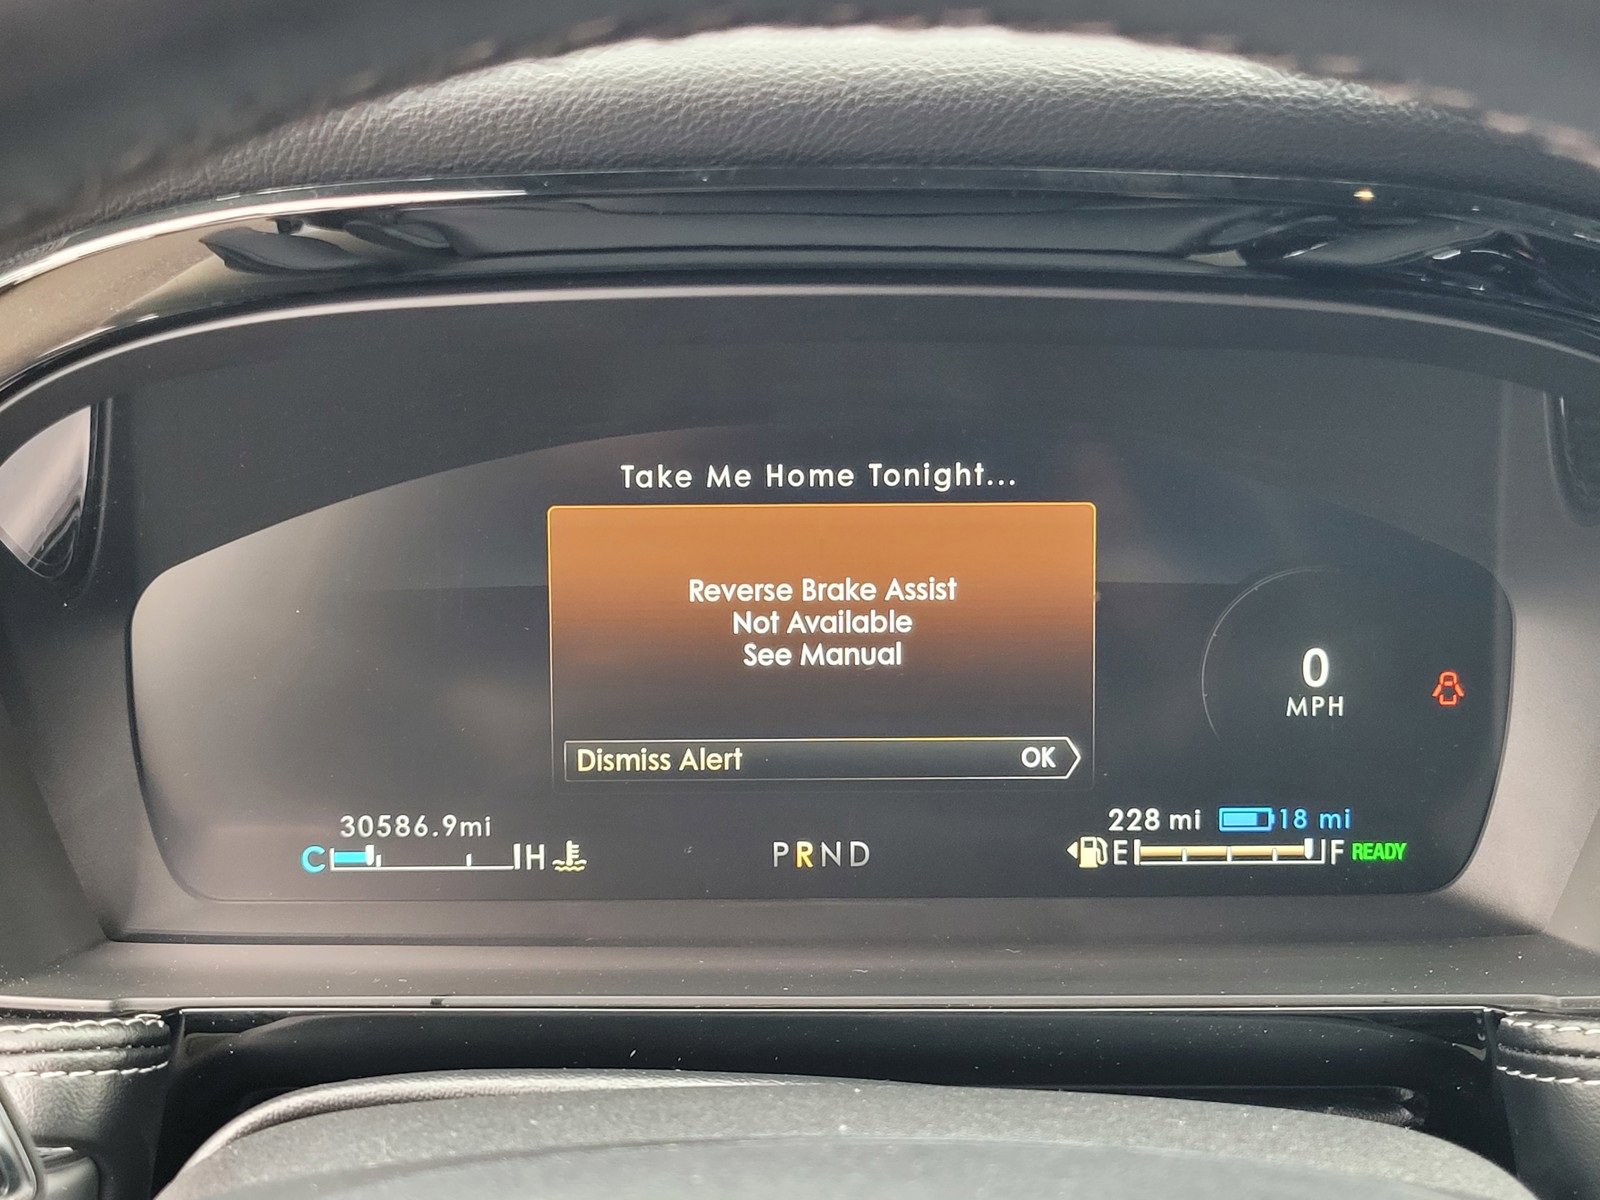 Take Me Home Tonight...
Reverse Brake Assist
Not Available
See Manual
Dismiss Alert OK
0
MPH
30586.9mi
228 mi 18 mi
C H PRND E F READY